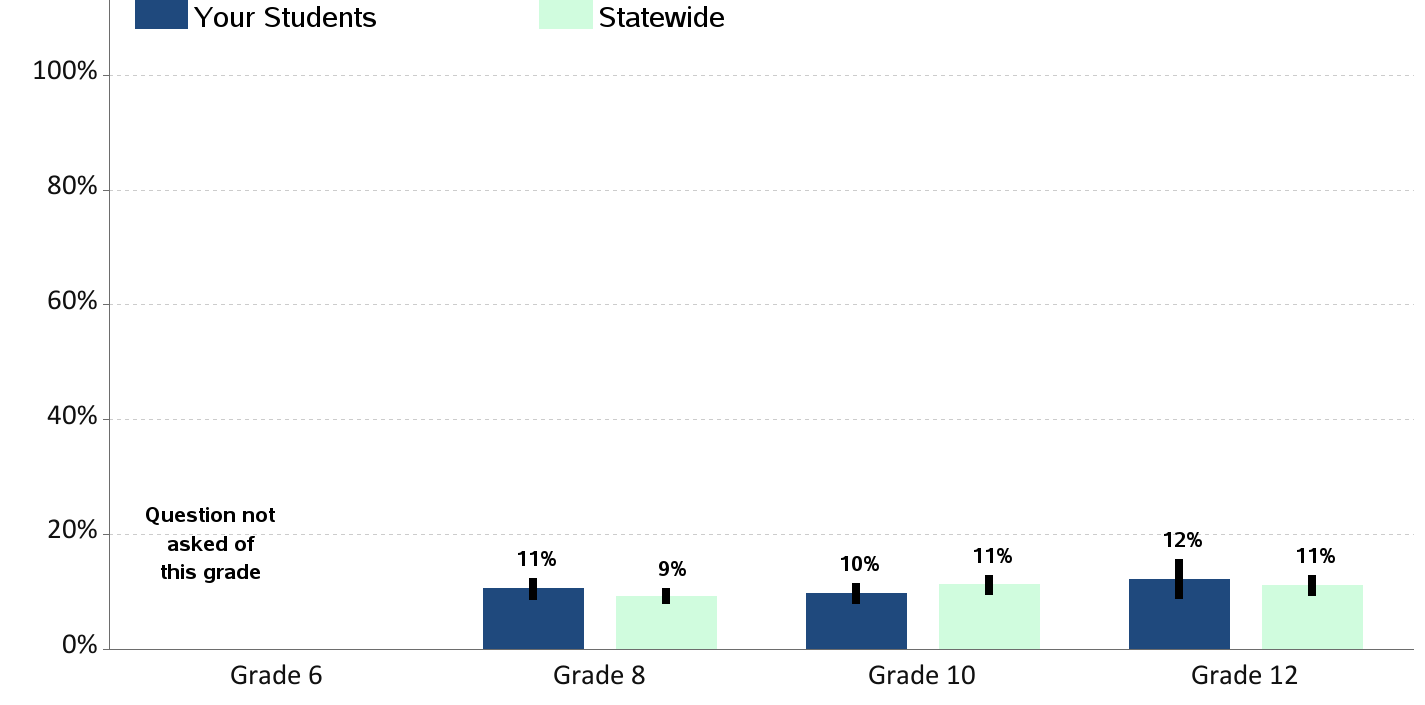 Your Students
Statewide
100%
80%
60%
40%
20%
0%
Question not
asked of
this grade
11%
9%
10%
11%
12%
11%
Grade 6
Grade 8
Grade 10
Grade 12